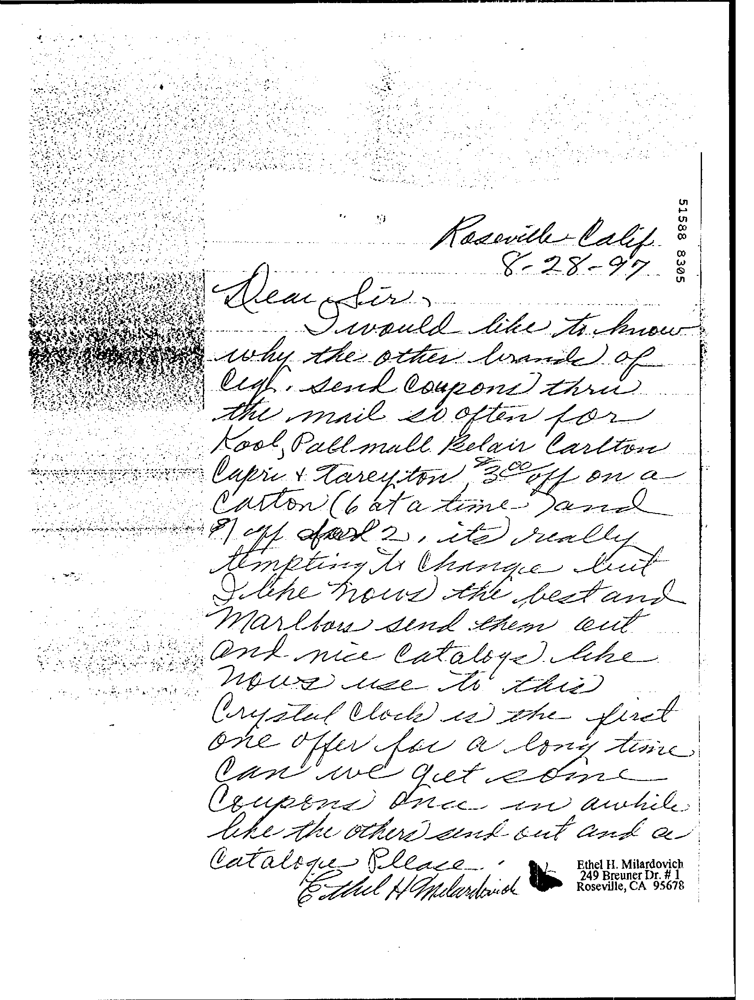 Roseville Calif.
8-28-97
51588 8305
Dear Sir,
I would like to know
why the other brands of
cigt. send coupons thru
the mail so often for
Kool, Pall mall Belair Carlton
Capri & Tareyton $3.00 off on a
carton (6 at a time) and
$1 off 2, its really
tempting to change but
I like Nows the best and
Marlbors send them out
and nice catalogs like
Nows use to this
Crystal Clock is the first
one offer for a long time
Can we get some
Coupons once in awhile
like the others send out and a
Cataloge Please.
Ethel H Milardovich
Ethel H. Milardovich
249 Breuner Dr. # 1
Roseville, CA 95678